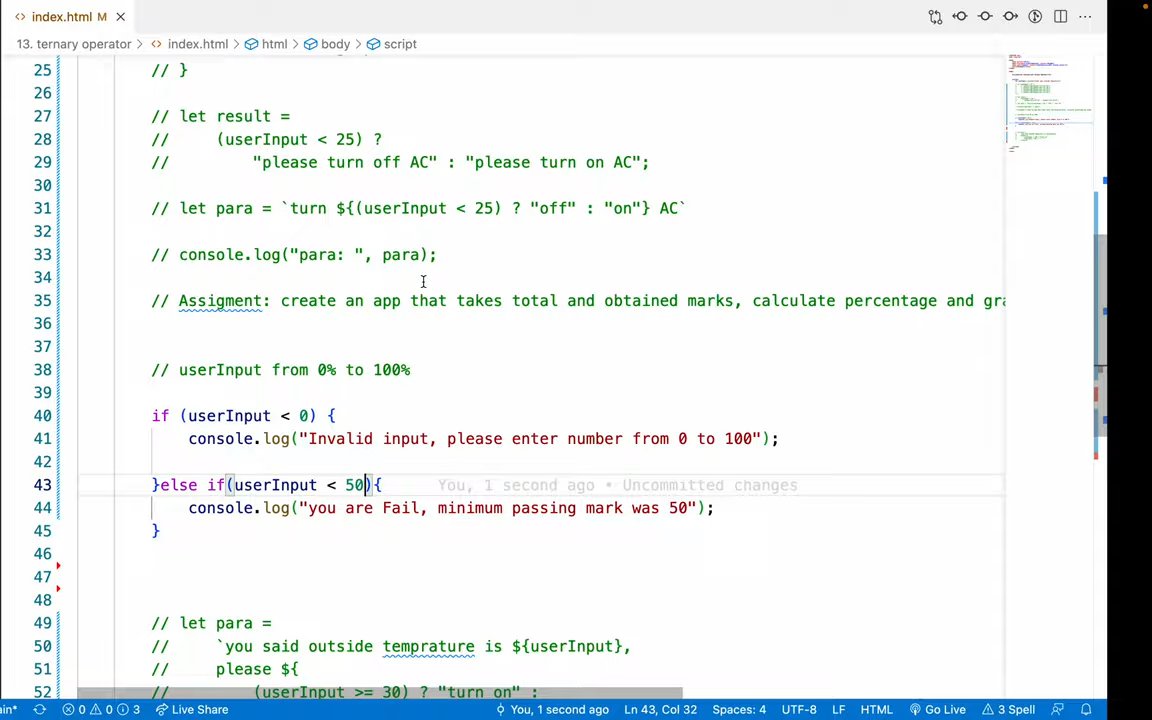 index.html M
13. ternary operator > index.html > html > body > script
25 // }
26
27 // let result =
28 //     (userInput < 25) ?
29 //         "please turn off AC" : "please turn on AC";
30
31 // let para = `turn ${(userInput < 25) ? "off" : "on"} AC`
32
33 // console.log("para: ", para);
34
35 // Assigment: create an app that takes total and obtained marks, calculate percentage and gra
36
37
38 // userInput from 0% to 100%
39
40 if (userInput < 0) {
41     console.log("Invalid input, please enter number from 0 to 100");
42
43 }else if(userInput < 50){ You, 1 second ago • Uncommitted changes
44     console.log("you are Fail, minimum passing mark was 50");
45 }
46
47
48
49 // let para =
50 //     `you said outside temprature is ${userInput},
51 //     please ${
52 //         (userInput >= 30) ? "turn on" :
in* 0 0 3 Live Share You, 1 second ago Ln 43, Col 32 Spaces: 4 UTF-8 LF HTML Go Live 3 Spell